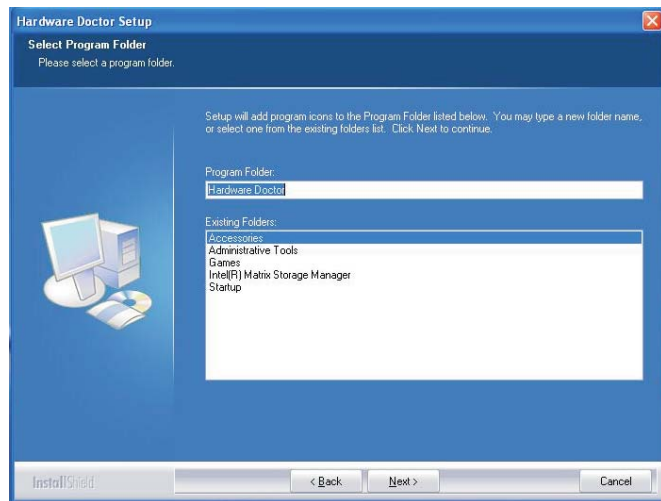 Hardware Doctor Setup
Select Program Folder
Please select a program folder.
Setup will add program icons to the Program Folder listed below. You may type a new folder name,
or select one from the existing folders list. Click Next to continue.
Program Folder:
Hardware Doctor
Existing Folders:
Accessories
Administrative Tools
Games
Intel(R) Matrix Storage Manager
Startup
InstallShield
< Back
Next >
Cancel